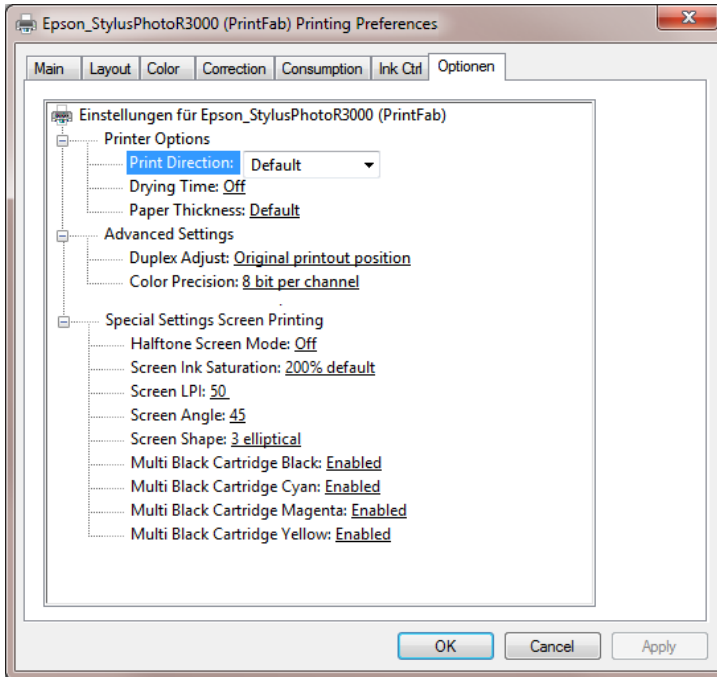 Epson_StylusPhotoR3000 (PrintFab) Printing Preferences
Main Layout Color Correction Consumption Ink Ctrl Optionen
Einstellungen für Epson_StylusPhotoR3000 (PrintFab)
Printer Options
Print Direction: Default
Drying Time: Off
Paper Thickness: Default
Advanced Settings
Duplex Adjust: Original printout position
Color Precision: 8 bit per channel
Special Settings Screen Printing
Halftone Screen Mode: Off
Screen Ink Saturation: 200% default
Screen LPI: 50
Screen Angle: 45
Screen Shape: 3 elliptical
Multi Black Cartridge Black: Enabled
Multi Black Cartridge Cyan: Enabled
Multi Black Cartridge Magenta: Enabled
Multi Black Cartridge Yellow: Enabled
OK Cancel Apply